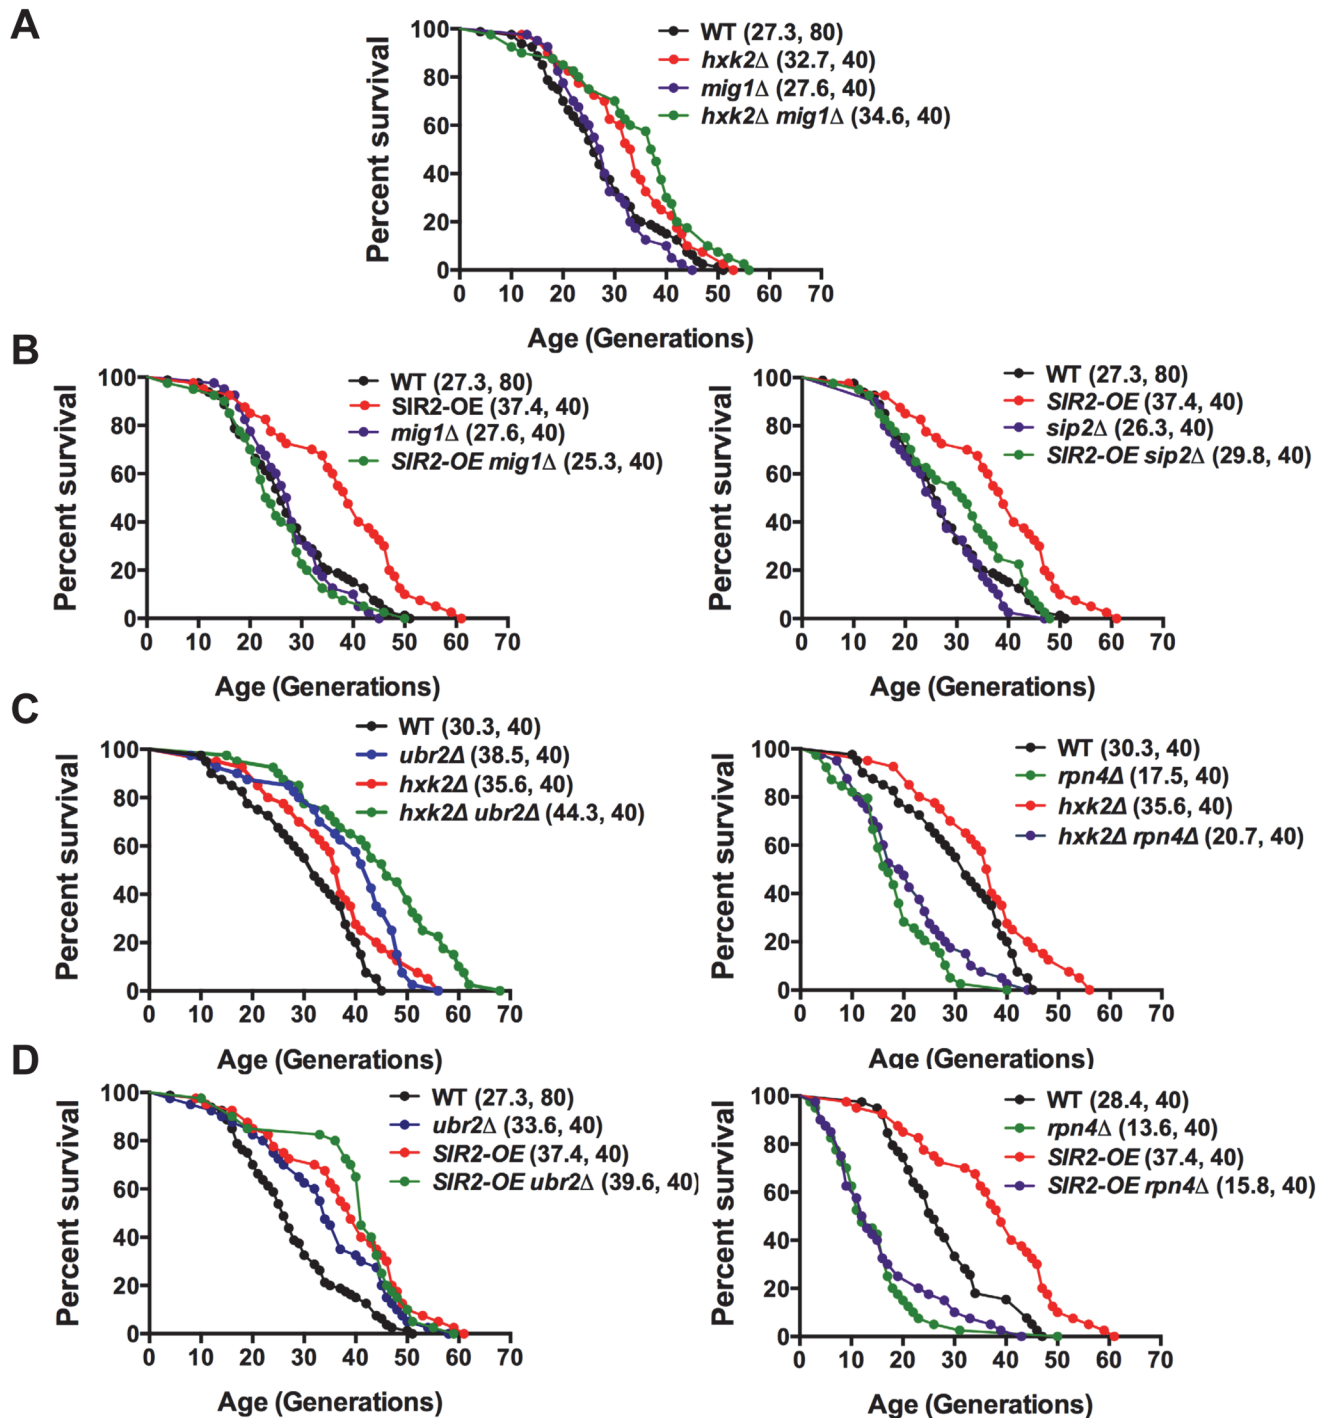 A
Percent survival
100
80
60
40
20
0
0 10 20 30 40 50 60 70
Age (Generations)
WT (27.3, 80)
hxk2Δ (32.7, 40)
mig1Δ (27.6, 40)
hxk2Δ mig1Δ (34.6, 40)
B
Percent survival
100
80
60
40
20
0
0 10 20 30 40 50 60 70
Age (Generations)
WT (27.3, 80)
SIR2-OE (37.4, 40)
mig1Δ (27.6, 40)
SIR2-OE mig1Δ (25.3, 40)
Percent survival
100
80
60
40
20
0
0 10 20 30 40 50 60 70
Age (Generations)
WT (27.3, 80)
SIR2-OE (37.4, 40)
sip2Δ (26.3, 40)
SIR2-OE sip2Δ (29.8, 40)
C
Percent survival
100
80
60
40
20
0
0 10 20 30 40 50 60 70
Age (Generations)
WT (30.3, 40)
ubr2Δ (38.5, 40)
hxk2Δ (35.6, 40)
hxk2Δ ubr2Δ (44.3, 40)
Percent survival
100
80
60
40
20
0
0 10 20 30 40 50 60 70
Age (Generations)
WT (30.3, 40)
rpn4Δ (17.5, 40)
hxk2Δ (35.6, 40)
hxk2Δ rpn4Δ (20.7, 40)
D
Percent survival
100
80
60
40
20
0
0 10 20 30 40 50 60 70
Age (Generations)
WT (27.3, 80)
ubr2Δ (33.6, 40)
SIR2-OE (37.4, 40)
SIR2-OE ubr2Δ (39.6, 40)
Percent survival
100
80
60
40
20
0
0 10 20 30 40 50 60 70
Age (Generations)
WT (28.4, 40)
rpn4Δ (13.6, 40)
SIR2-OE (37.4, 40)
SIR2-OE rpn4Δ (15.8, 40)